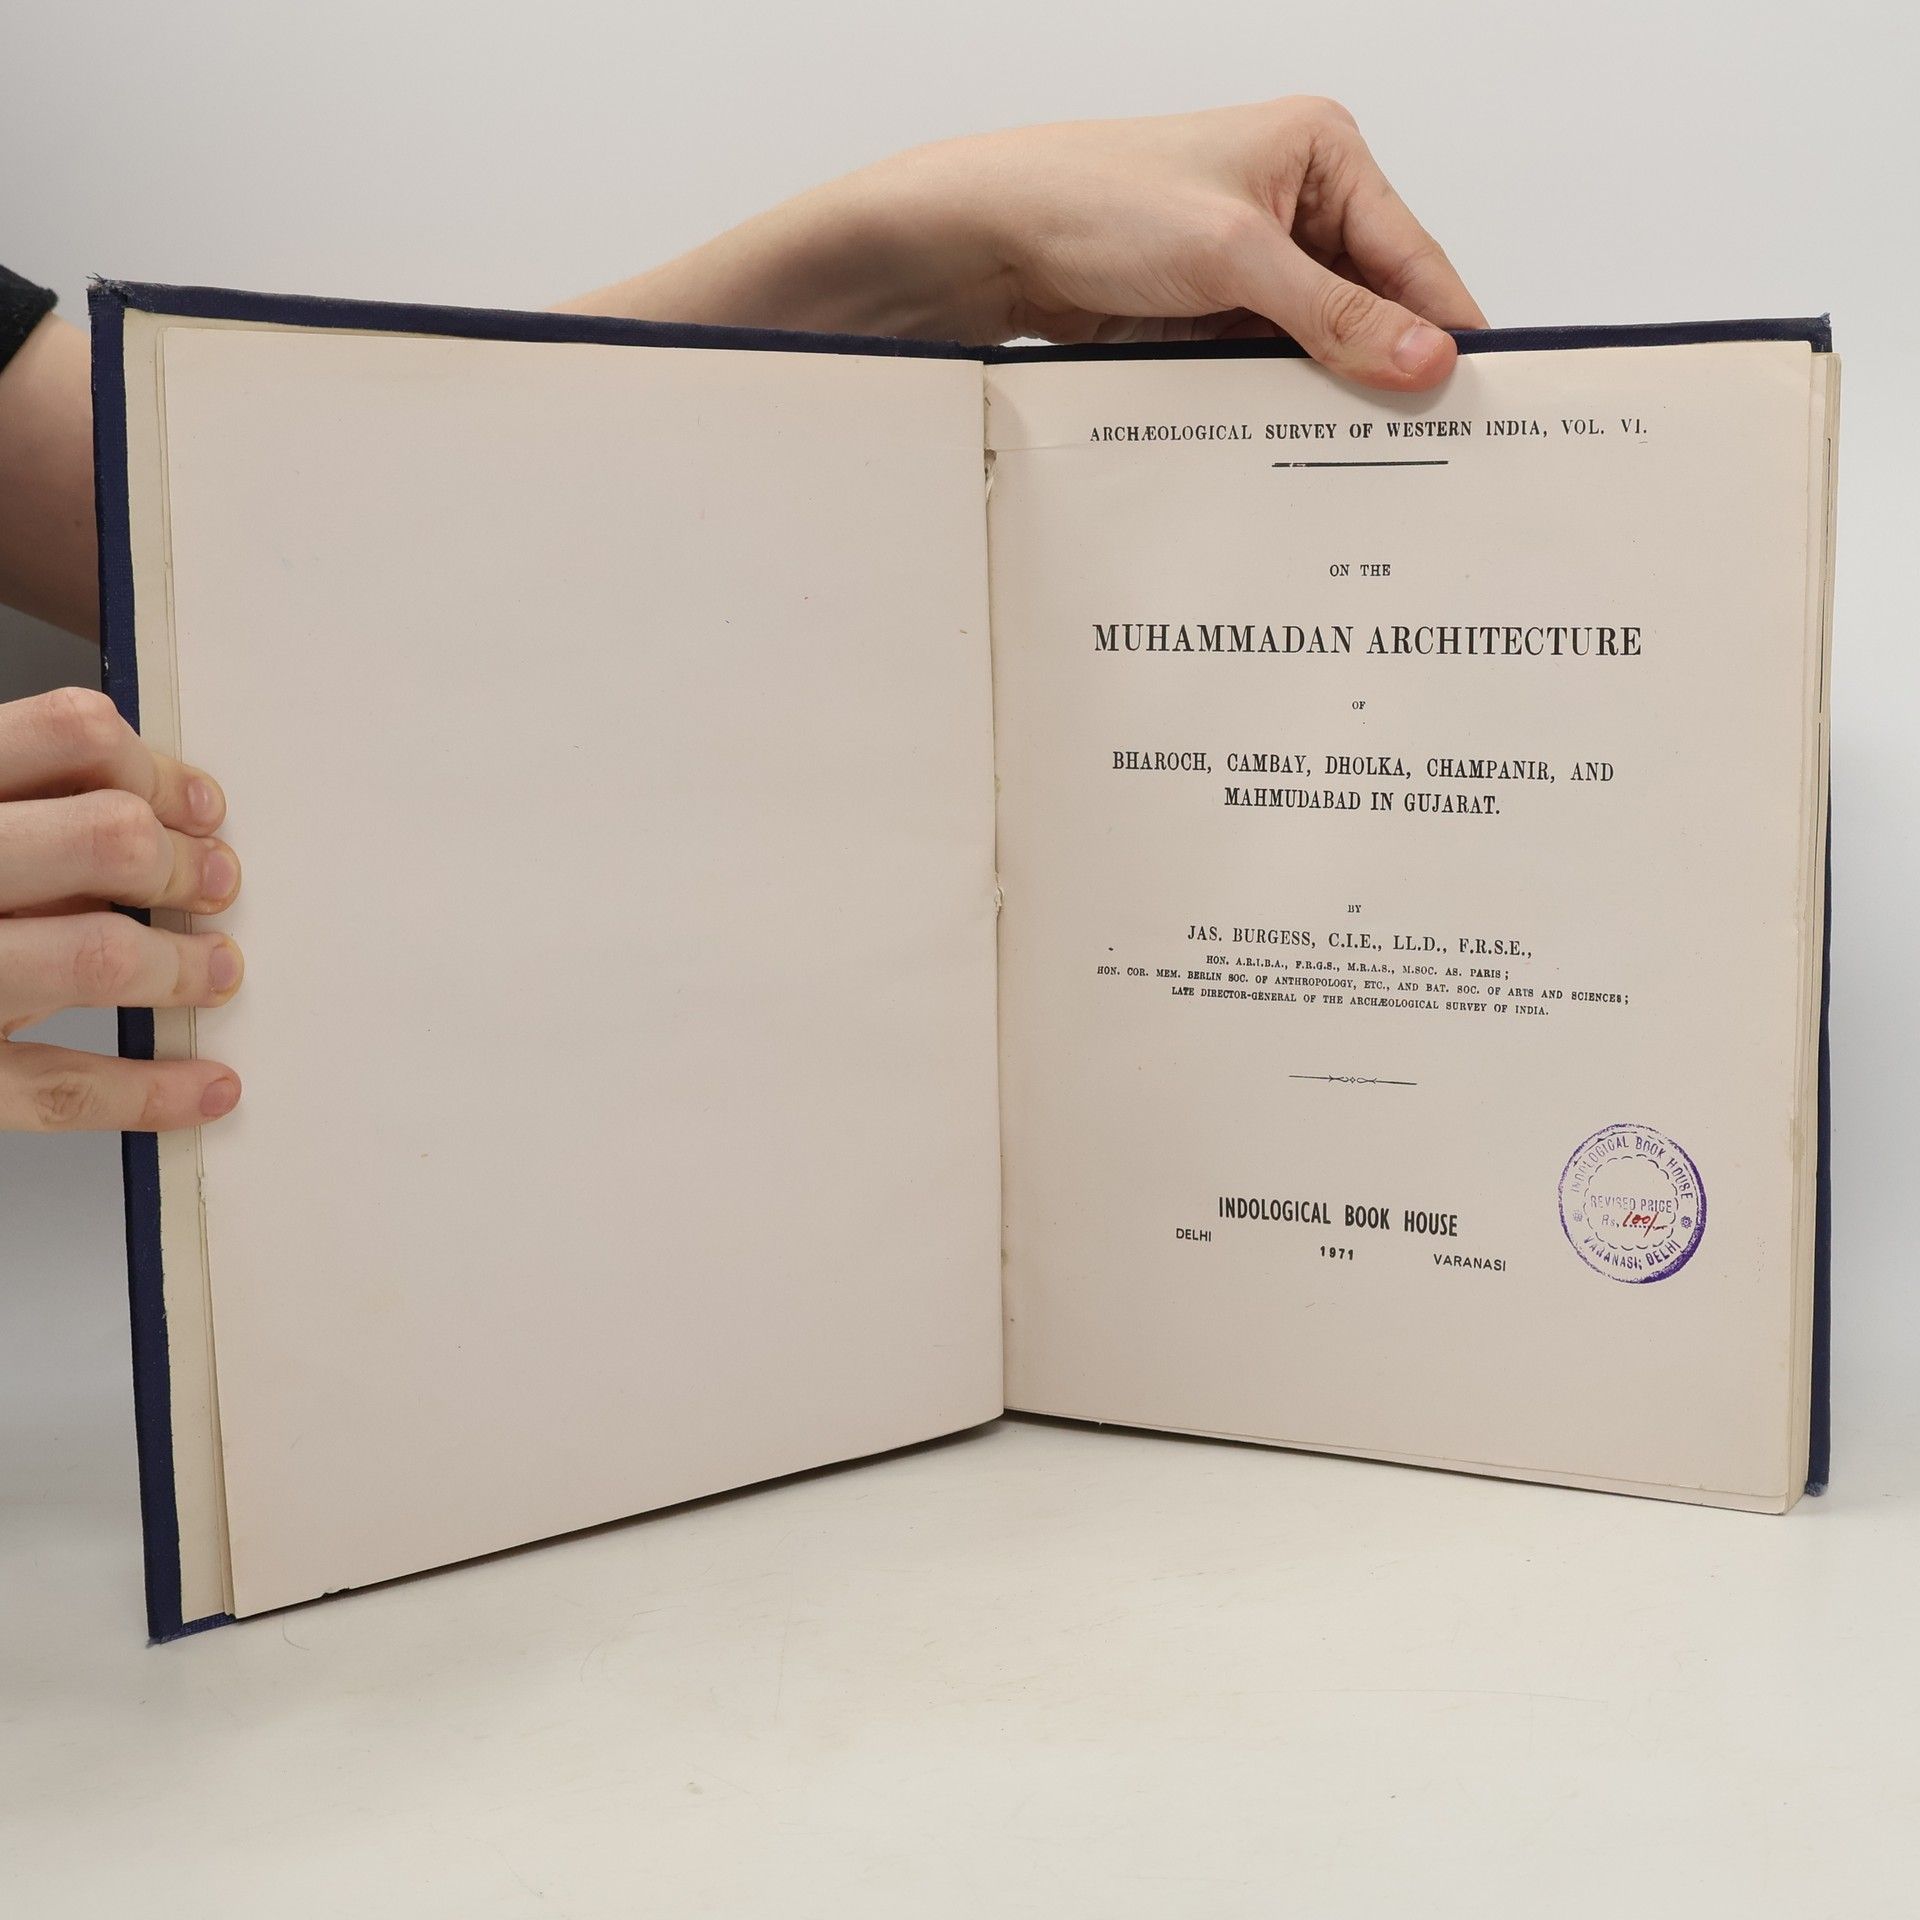 ARCHÆOLOGICAL SURVEY OF WESTERN INDIA, VOL. VI.
ON THE
MUHAMMADAN ARCHITECTURE
OF
BHAROCH, CAMBAY, DHOLKA, CHAMPANIR, AND
MAHMUDABAD IN GUJARAT.
BY
JAS. BURGESS, C.I.E., LL.D., F.R.S.E.,
HON. A.R.I.B.A., F.R.G.S., M.R.A.S., M.SOC. AS. PARIS;
HON. COR. MEM. BERLIN SOC. OF ANTHROPOLOGY, ETC., AND BAT. SOC. OF ARTS AND SCIENCES;
LATE DIRECTOR-GENERAL OF THE ARCHÆOLOGICAL SURVEY OF INDIA.
INDOLOGICAL BOOK HOUSE
DELHI 1971 VARANASI
INDOLOGICAL BOOK HOUSE
REVISED PRICE
Rs. 100/-
VARANASI; DELHI